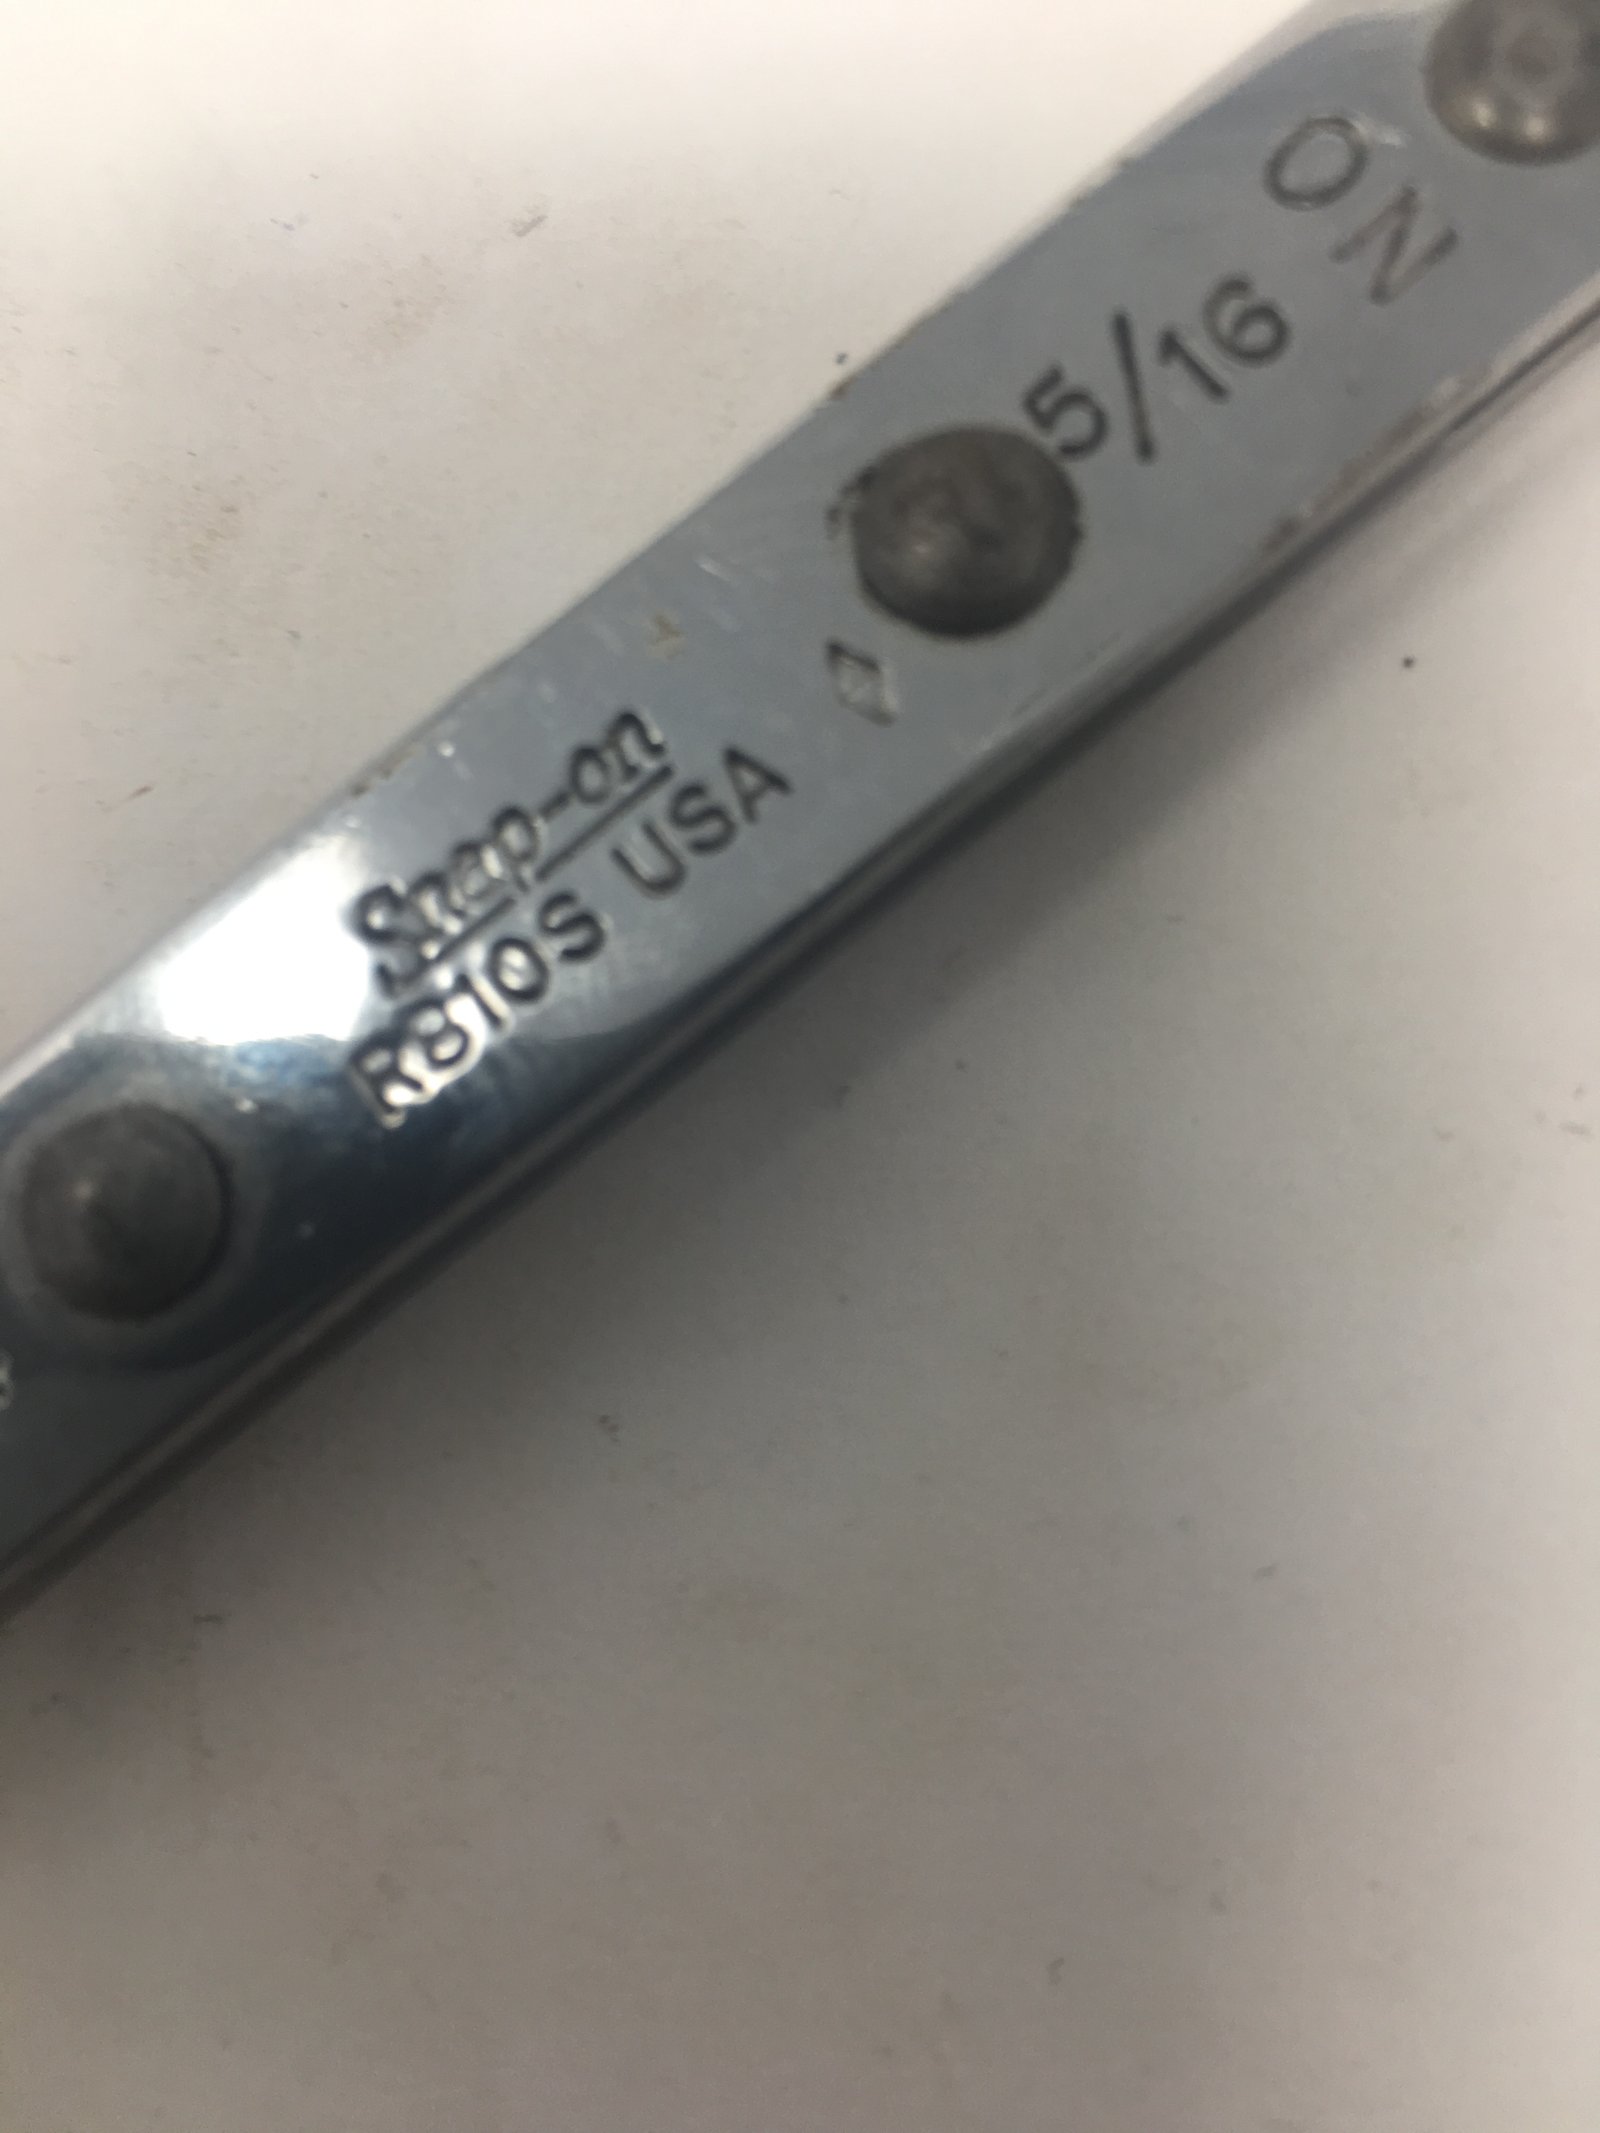 Snap-on
R810S USA
5/16
ON